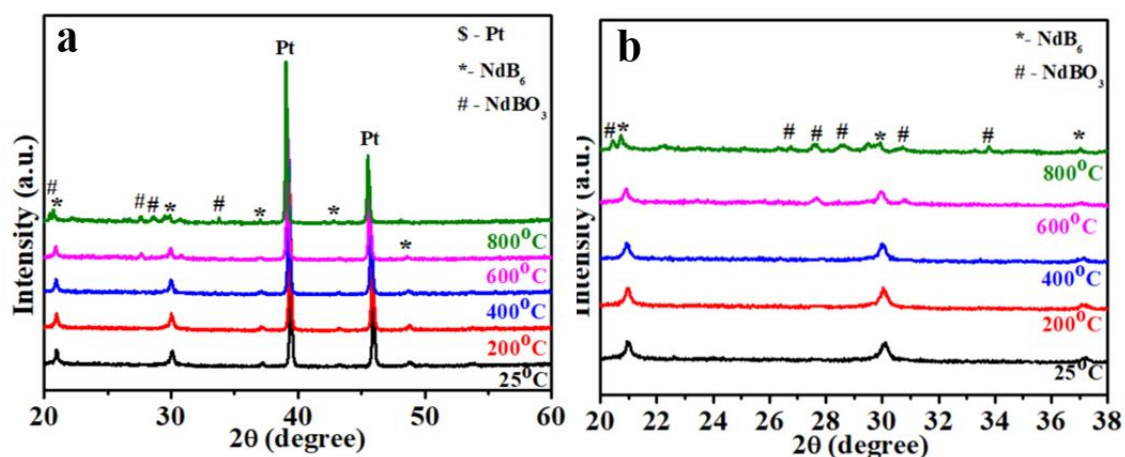 a
$ - Pt
*- NdB₆
# - NdBO₃
Pt
Pt
# * # # * # * *
*
800⁰C
600⁰C
400⁰C
200⁰C
25⁰C
Intensity (a.u.)
20 30 40 50 60
2θ (degree)
b
*- NdB₆
# - NdBO₃
# * # # # * # # *
800⁰C
600⁰C
400⁰C
200⁰C
25⁰C
Intensity (a.u.)
20 22 24 26 28 30 32 34 36 38
2θ (degree)